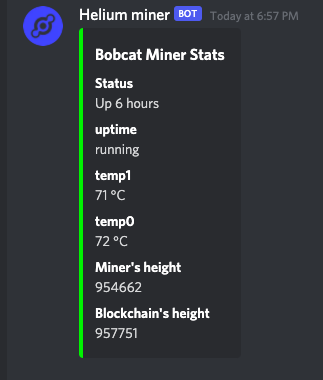 Helium miner BOT Today at 6:57 PM
Bobcat Miner Stats
Status
Up 6 hours
uptime
running
temp1
71 °C
temp0
72 °C
Miner's height
954662
Blockchain's height
957751